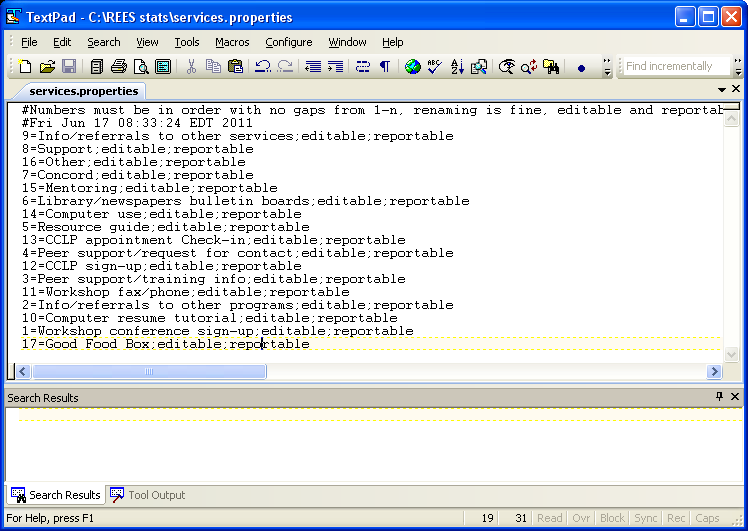 TextPad - C:\REES stats\services.properties
File Edit Search View Tools Macros Configure Window Help
Find incrementally
services.properties
#Numbers must be in order with no gaps from 1-n, renaming is fine, editable and
#Fri Jun 17 08:33:24 EDT 2011
9=Info/referrals to other services;editable;reportable
8=Support;editable;reportable
16=Other;editable;reportable
7=Concord;editable;reportable
15=Mentoring;editable;reportable
6=Library/newspapers bulletin boards;editable;reportable
14=Computer use;editable;reportable
5=Resource guide;editable;reportable
13=CCLP appointment Check-in;editable;reportable
4=Peer support/request for contact;editable;reportable
12=CCLP sign-up;editable;reportable
3=Peer support/training info;editable;reportable
11=Workshop fax/phone;editable;reportable
2=Info/referrals to other programs;editable;reportable
10=Computer resume tutorial;editable;reportable
1=Workshop conference sign-up;editable;reportable
17=Good Food Box;editable;reportable
Search Results
Search Results Tool Output
For Help, press F1 19 31 Read Ovr Block Sync Rec Caps